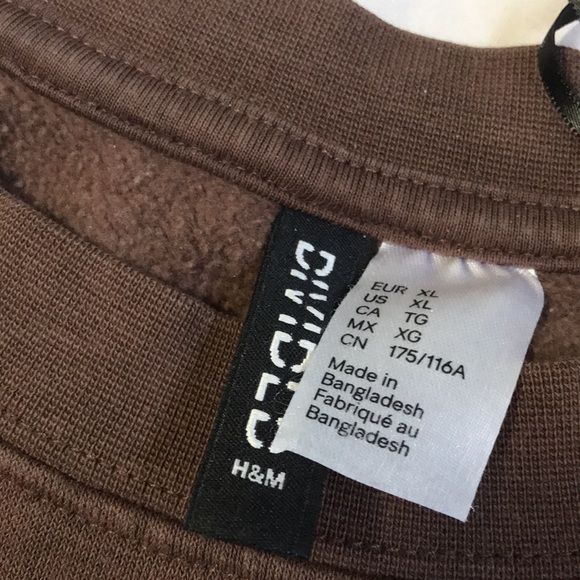 DIVIDED
H&M
EUR XL
US XL
CA TG
MX XG
CN 175/116A
Made in
Bangladesh
Fabriqué au
Bangladesh